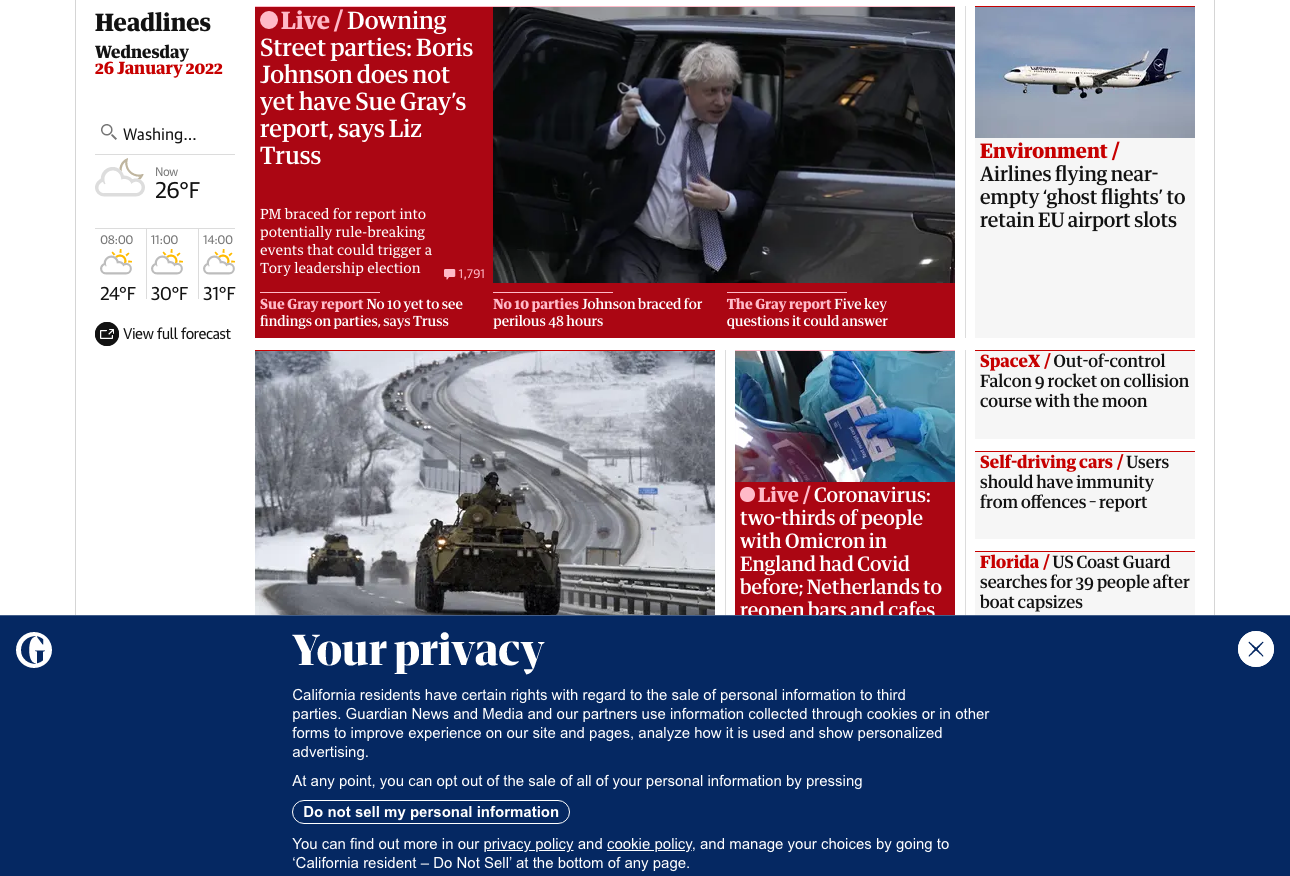 Headlines
Wednesday
26 January 2022
Washing...
Now
26°F
08:00
11:00
14:00
24°F
30°F
31°F
View full forecast
Live / Downing
Street parties: Boris
Johnson does not
yet have Sue Gray’s
report, says Liz
Truss
PM braced for report into
potentially rule-breaking
events that could trigger a
Tory leadership election
1,791
Sue Gray report No 10 yet to see
findings on parties, says Truss
No 10 parties Johnson braced for
perilous 48 hours
The Gray report Five key
questions it could answer
Lufthansa
Environment /
Airlines flying near-
empty ‘ghost flights’ to
retain EU airport slots
Live / Coronavirus:
two-thirds of people
with Omicron in
England had Covid
before; Netherlands to
reopen bars and cafes
SpaceX / Out-of-control
Falcon 9 rocket on collision
course with the moon
Self-driving cars / Users
should have immunity
from offences – report
Florida / US Coast Guard
searches for 39 people after
boat capsizes
Your privacy
California residents have certain rights with regard to the sale of personal information to third
parties. Guardian News and Media and our partners use information collected through cookies or in other
forms to improve experience on our site and pages, analyze how it is used and show personalized
advertising.
At any point, you can opt out of the sale of all of your personal information by pressing
Do not sell my personal information
You can find out more in our privacy policy and cookie policy, and manage your choices by going to
‘California resident – Do Not Sell’ at the bottom of any page.